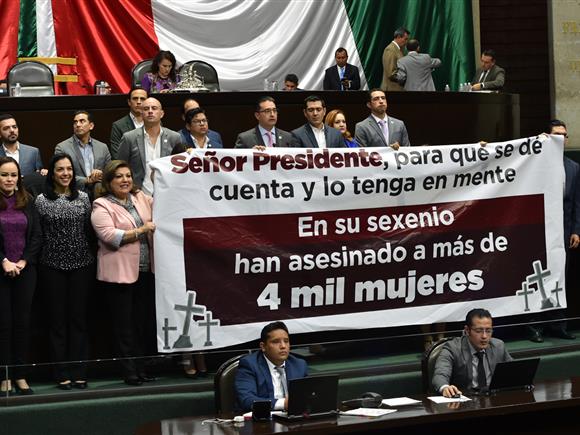 Señor Presidente, para que se dé
cuenta y lo tenga en mente
En su sexenio
han asesinado a más de
4 mil mujeres